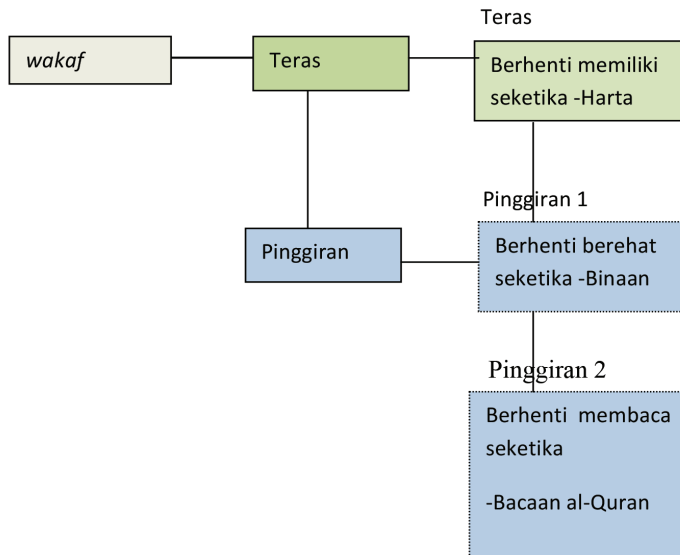 Teras
wakaf
Teras
Berhenti memiliki
seketika -Harta
Pinggiran 1
Pinggiran
Berhenti berehat
seketika -Binaan
Pinggiran 2
Berhenti membaca
seketika
-Bacaan al-Quran